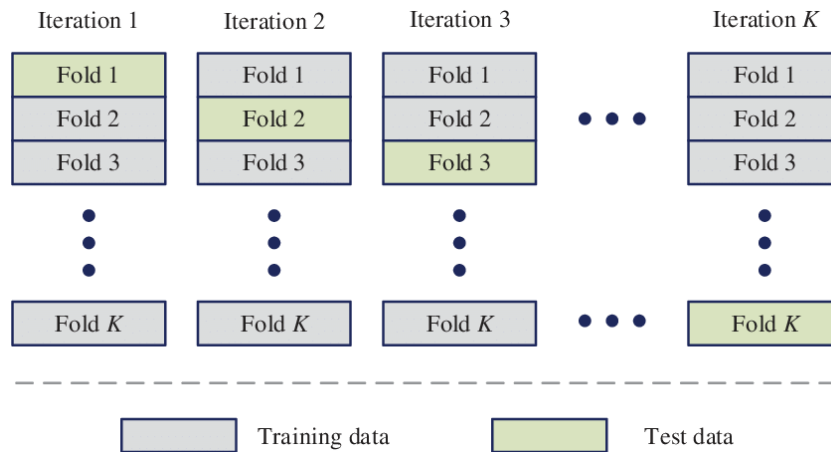 Iteration 1 Iteration 2 Iteration 3 Iteration K
Fold 1 Fold 1 Fold 1 Fold 1
Fold 2 Fold 2 Fold 2 Fold 2
Fold 3 Fold 3 Fold 3 Fold 3
Fold K Fold K Fold K Fold K
Training data Test data